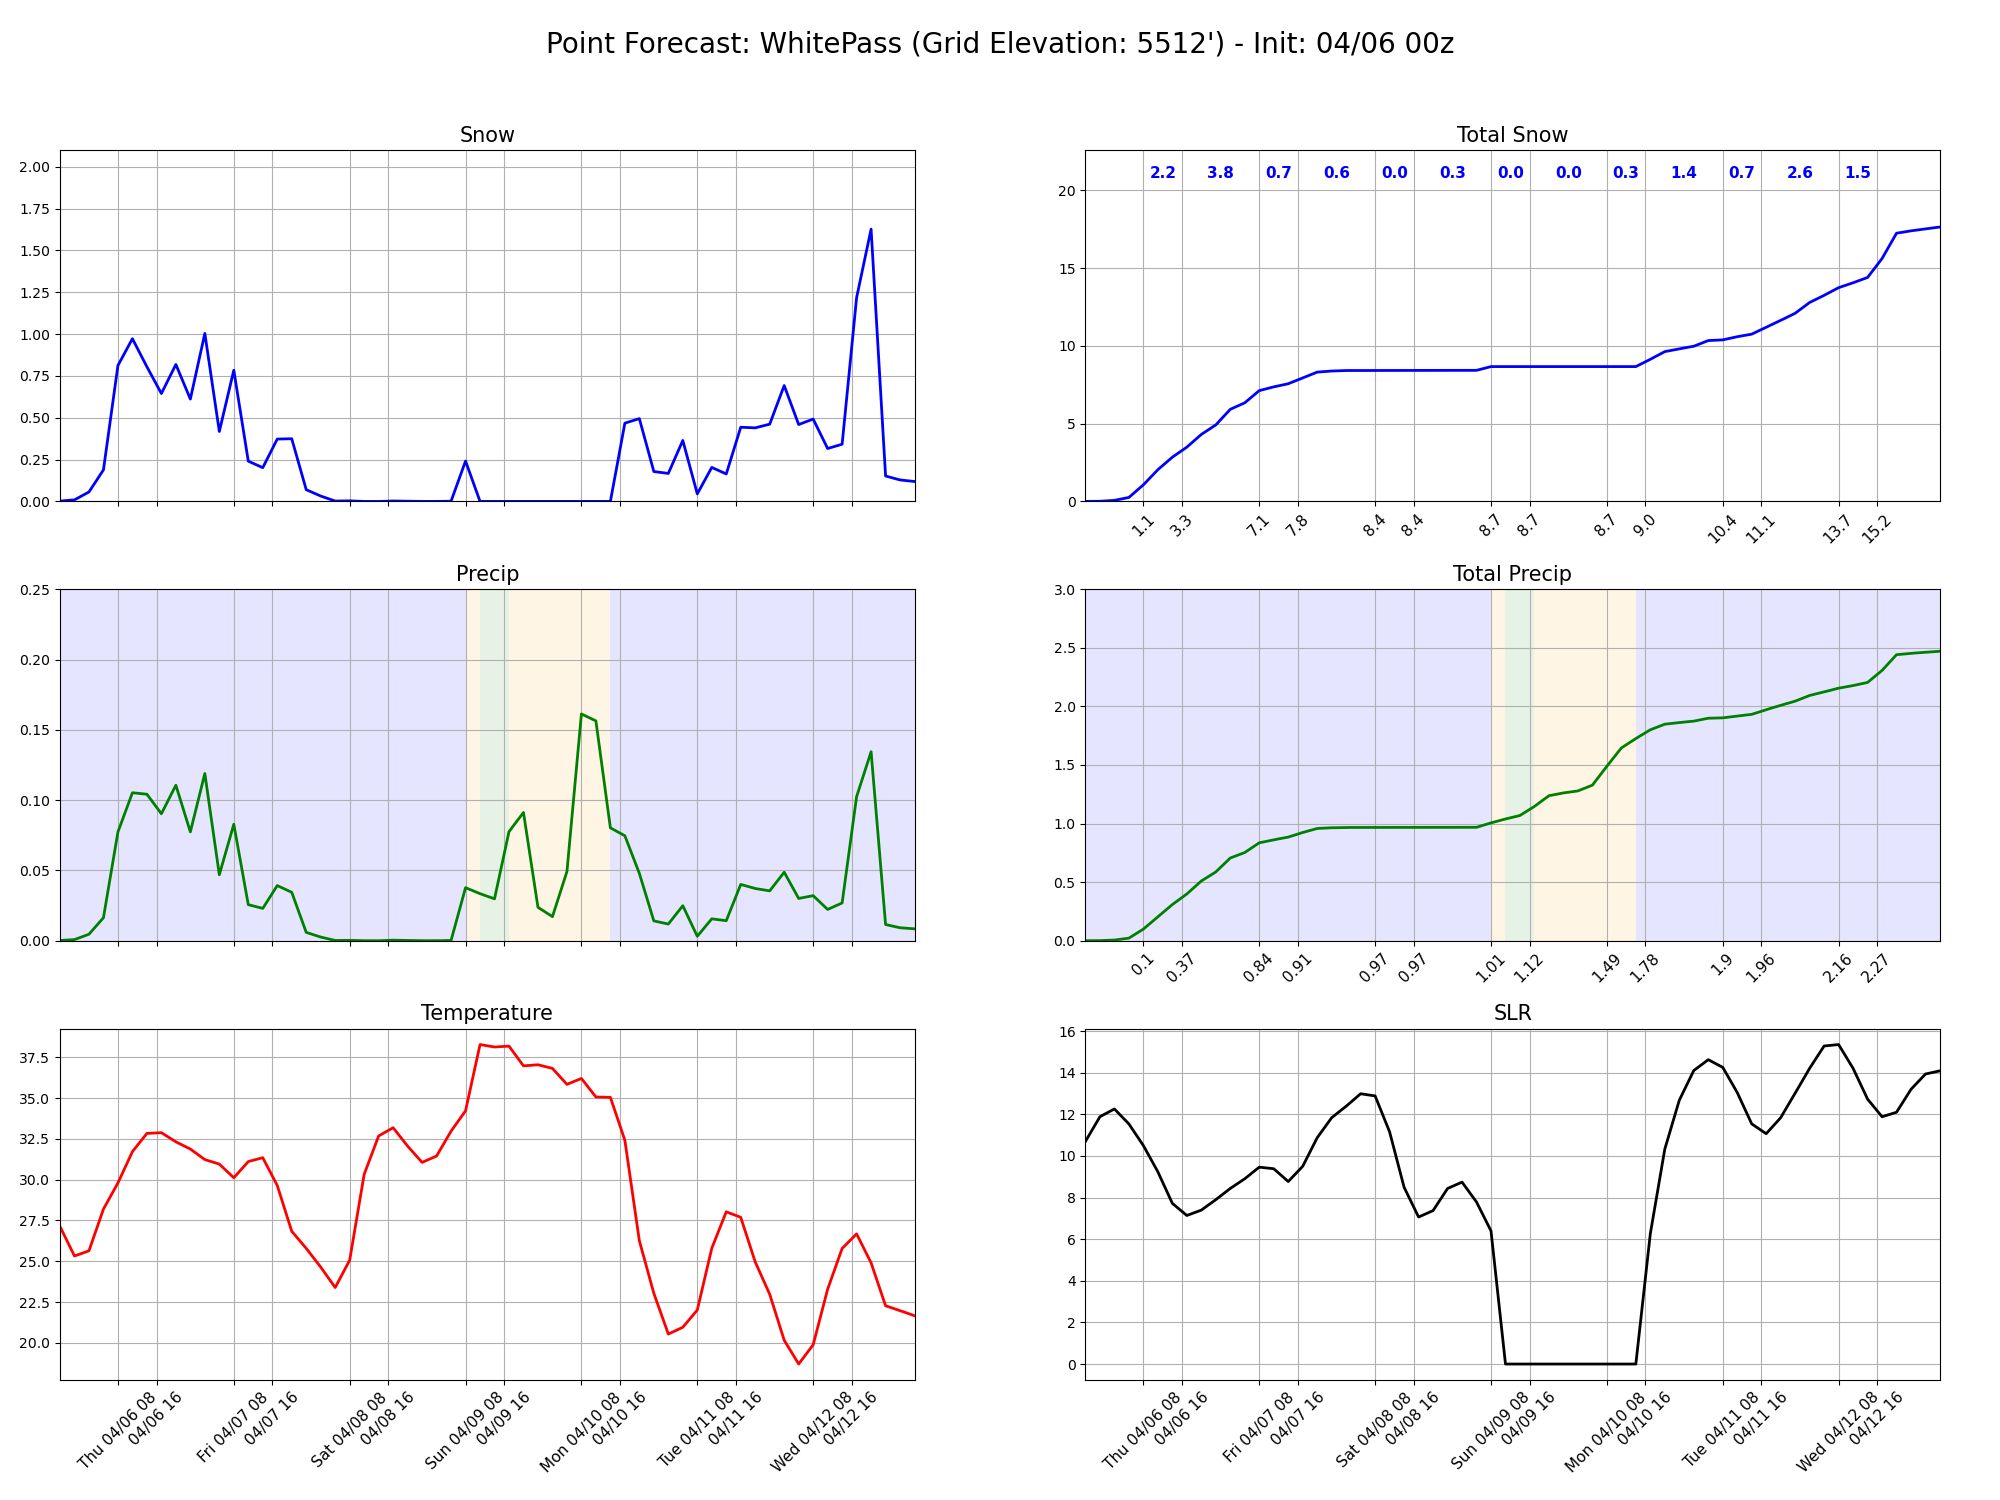 Point Forecast: WhitePass (Grid Elevation: 5512') - Init: 04/06 00z
Snow
2.00
1.75
1.50
1.25
1.00
0.75
0.50
0.25
0.00
Total Snow
2.2 3.8 0.7 0.6 0.0 0.3 0.0 0.0 0.3 1.4 0.7 2.6 1.5
20
15
10
5
0
1.1 3.3 7.1 7.8 8.4 8.4 8.7 8.7 8.7 9.0 10.4 11.1 13.7 15.2
Precip
0.25
0.20
0.15
0.10
0.05
0.00
Total Precip
3.0
2.5
2.0
1.5
1.0
0.5
0.0
0.1 0.37 0.84 0.91 0.97 0.97 1.01 1.12 1.49 1.78 1.9 1.96 2.16 2.27
Temperature
37.5
35.0
32.5
30.0
27.5
25.0
22.5
20.0
Thu 04/06 08
04/06 16
Fri 04/07 08
04/07 16
Sat 04/08 08
04/08 16
Sun 04/09 08
04/09 16
Mon 04/10 08
04/10 16
Tue 04/11 08
04/11 16
Wed 04/12 08
04/12 16
SLR
16
14
12
10
8
6
4
2
0
Thu 04/06 08
04/06 16
Fri 04/07 08
04/07 16
Sat 04/08 08
04/08 16
Sun 04/09 08
04/09 16
Mon 04/10 08
04/10 16
Tue 04/11 08
04/11 16
Wed 04/12 08
04/12 16